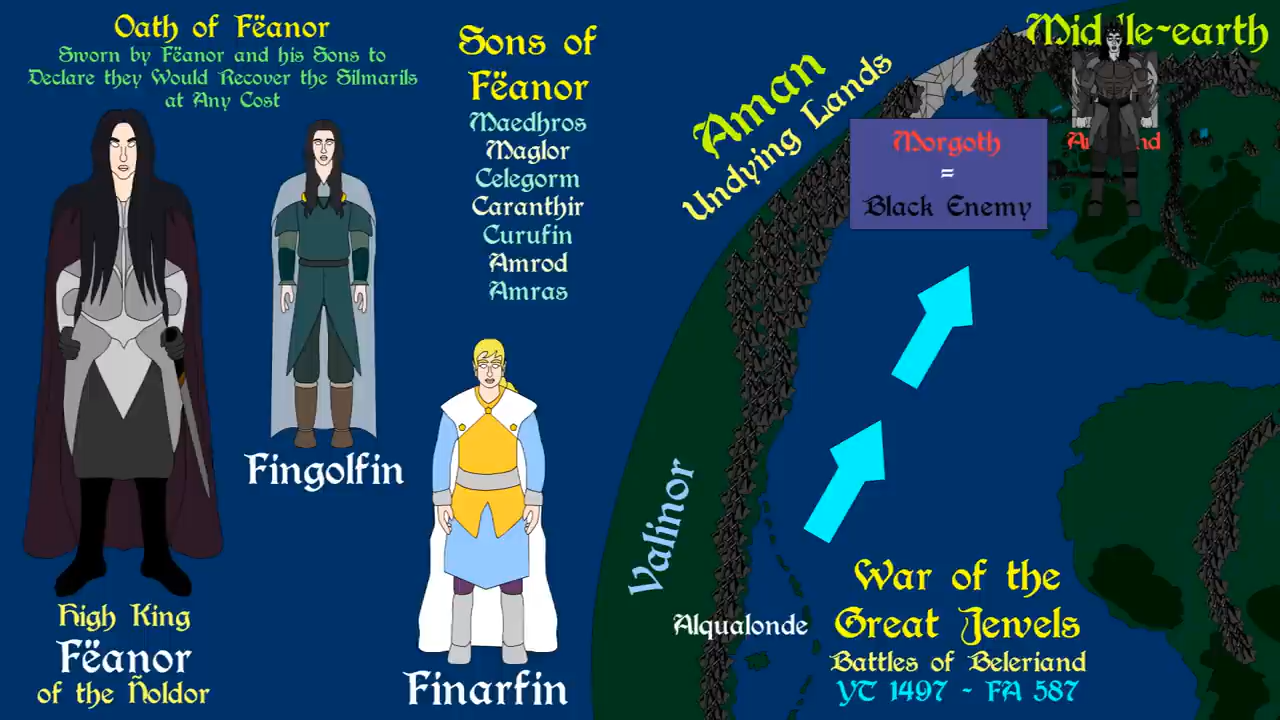 Oath of Fëanor
Sworn by Fëanor and his Sons to
Declare they Would Recover the Silmarils
at Any Cost
High King
Fëanor
of the Ñoldor
Fingolfin
Sons of
Fëanor
Maedhros
Maglor
Celegorm
Caranthir
Curufin
Amrod
Amras
Finarfin
Aman
Undying Lands
Middle-earth
Morgoth
=
Black Enemy
Valinor
Alqualonde
War of the
Great Jewels
Battles of Beleriand
YT 1497 - FA 587